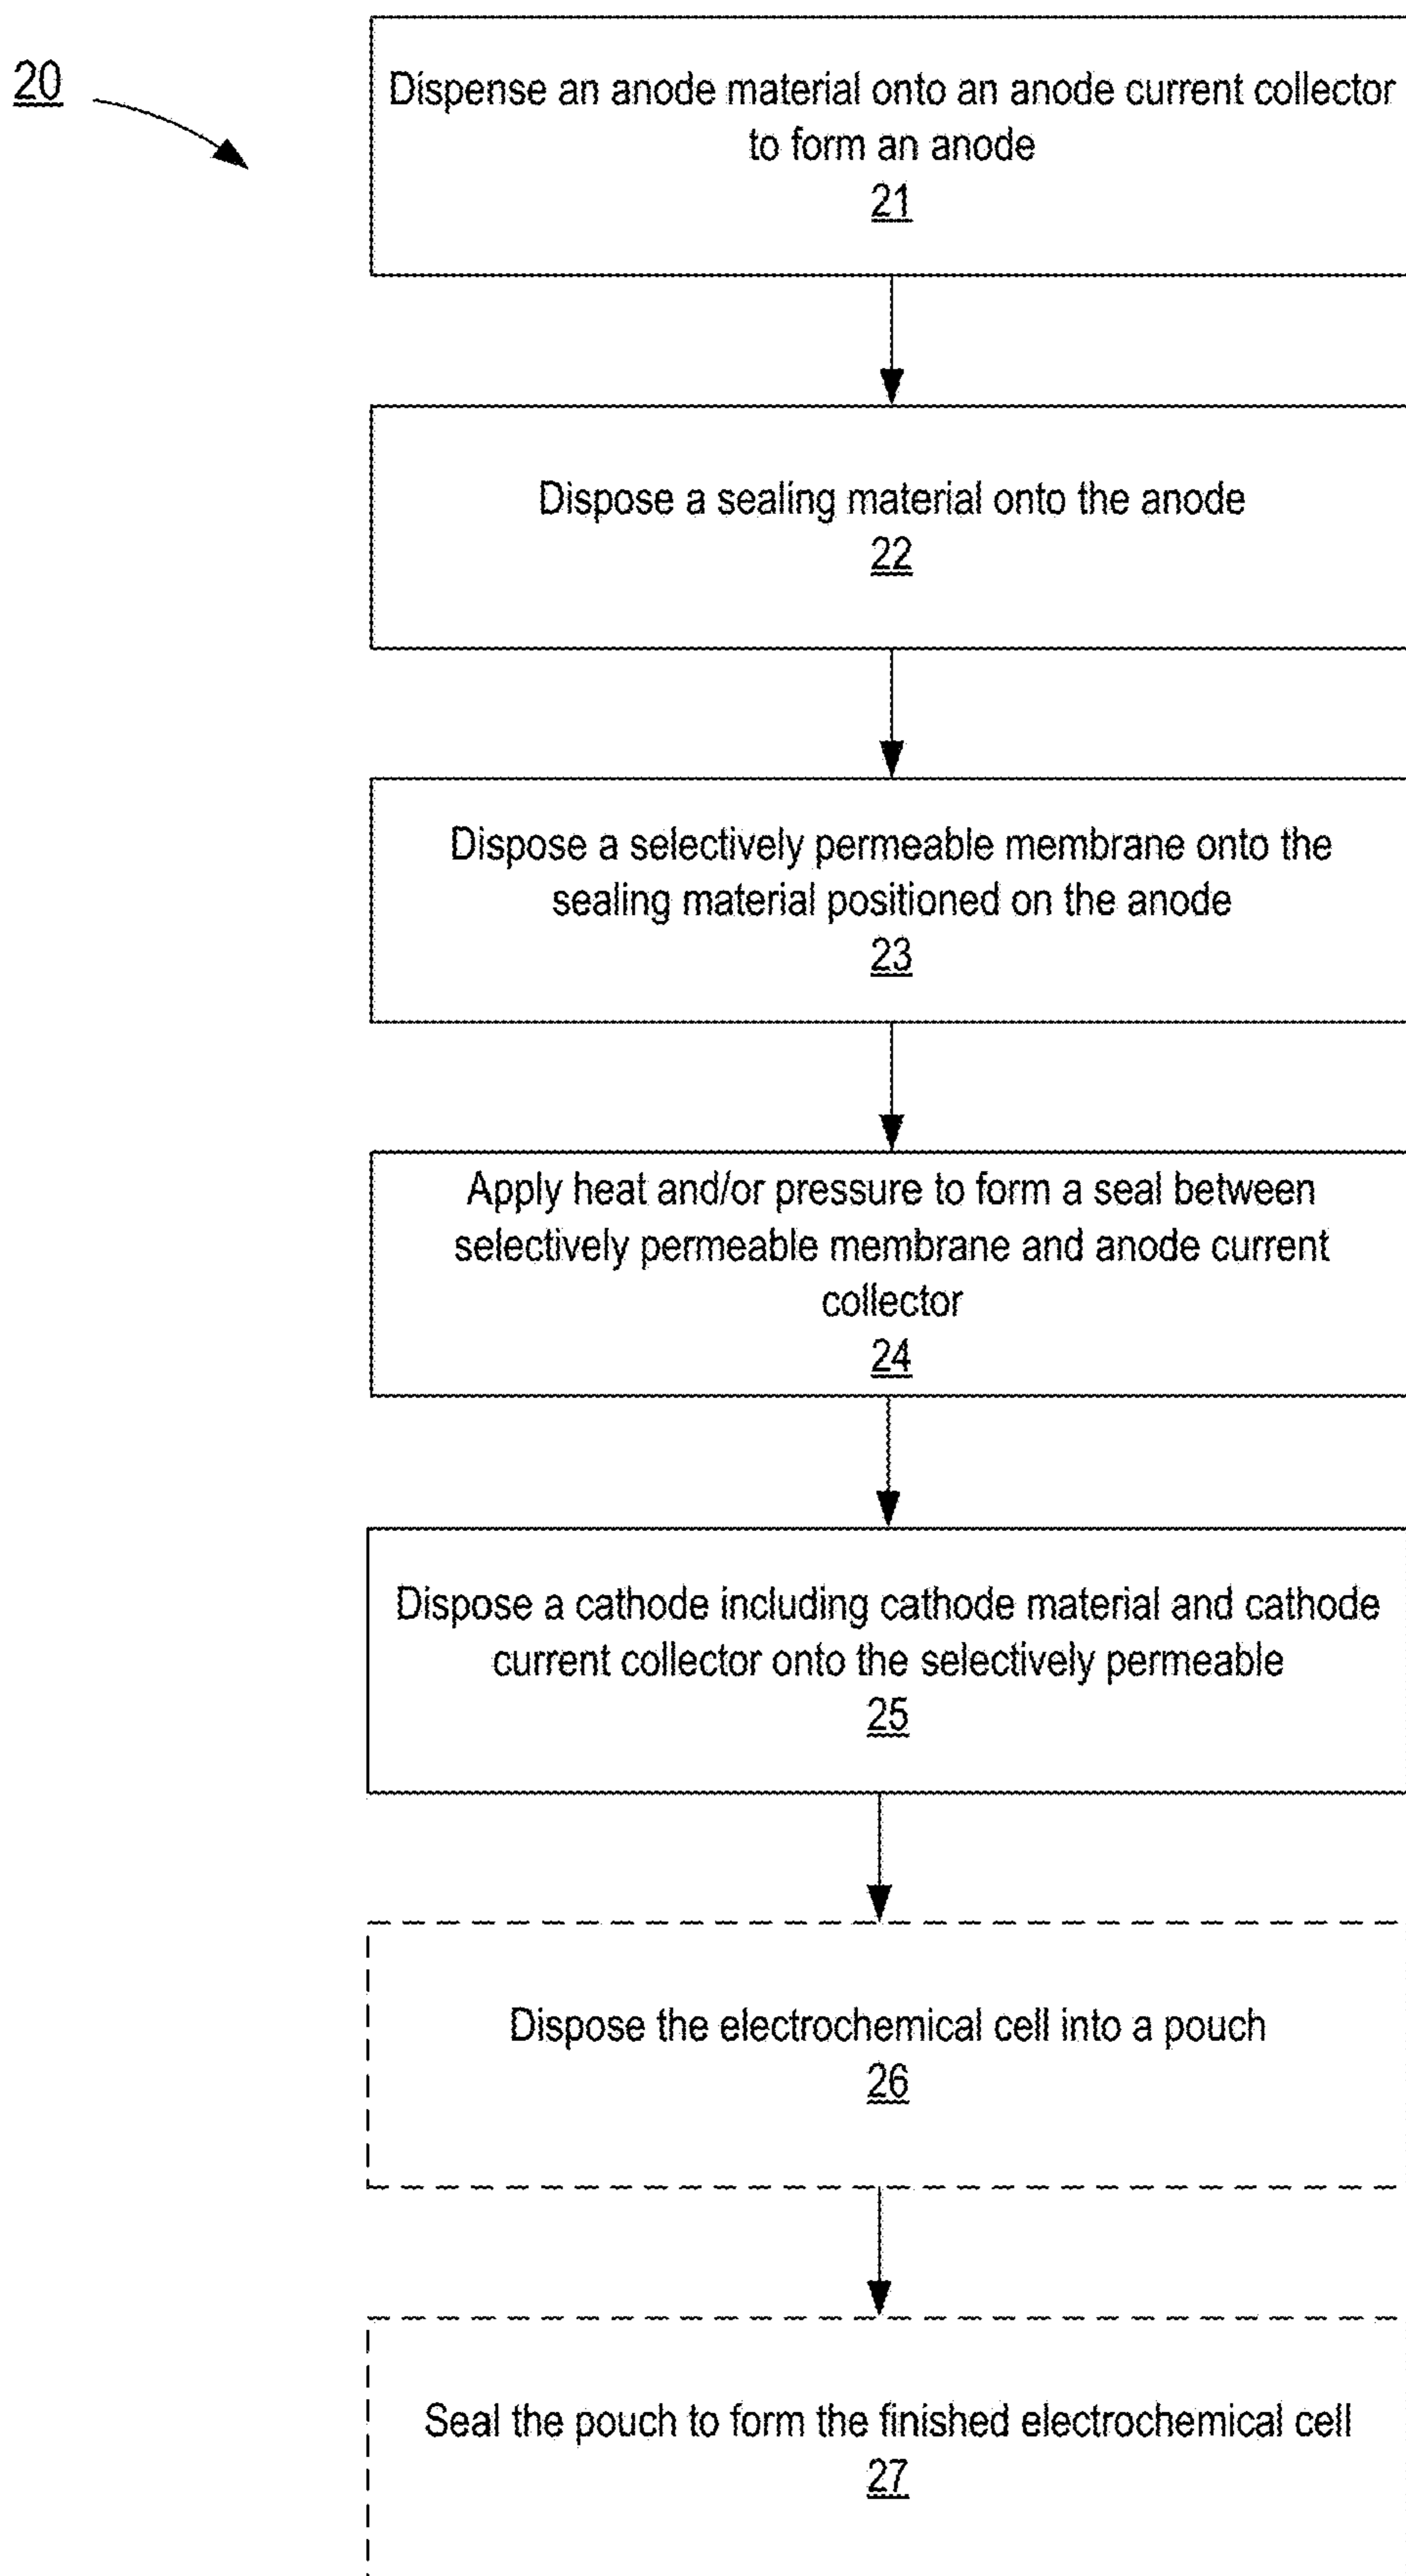 20
Dispense an anode material onto an anode current collector
to form an anode
21
Dispose a sealing material onto the anode
22
Dispose a selectively permeable membrane onto the
sealing material positioned on the anode
23
Apply heat and/or pressure to form a seal between
selectively permeable membrane and anode current
collector
24
Dispose a cathode including cathode material and cathode
current collector onto the selectively permeable
25
Dispose the electrochemical cell into a pouch
26
Seal the pouch to form the finished electrochemical cell
27